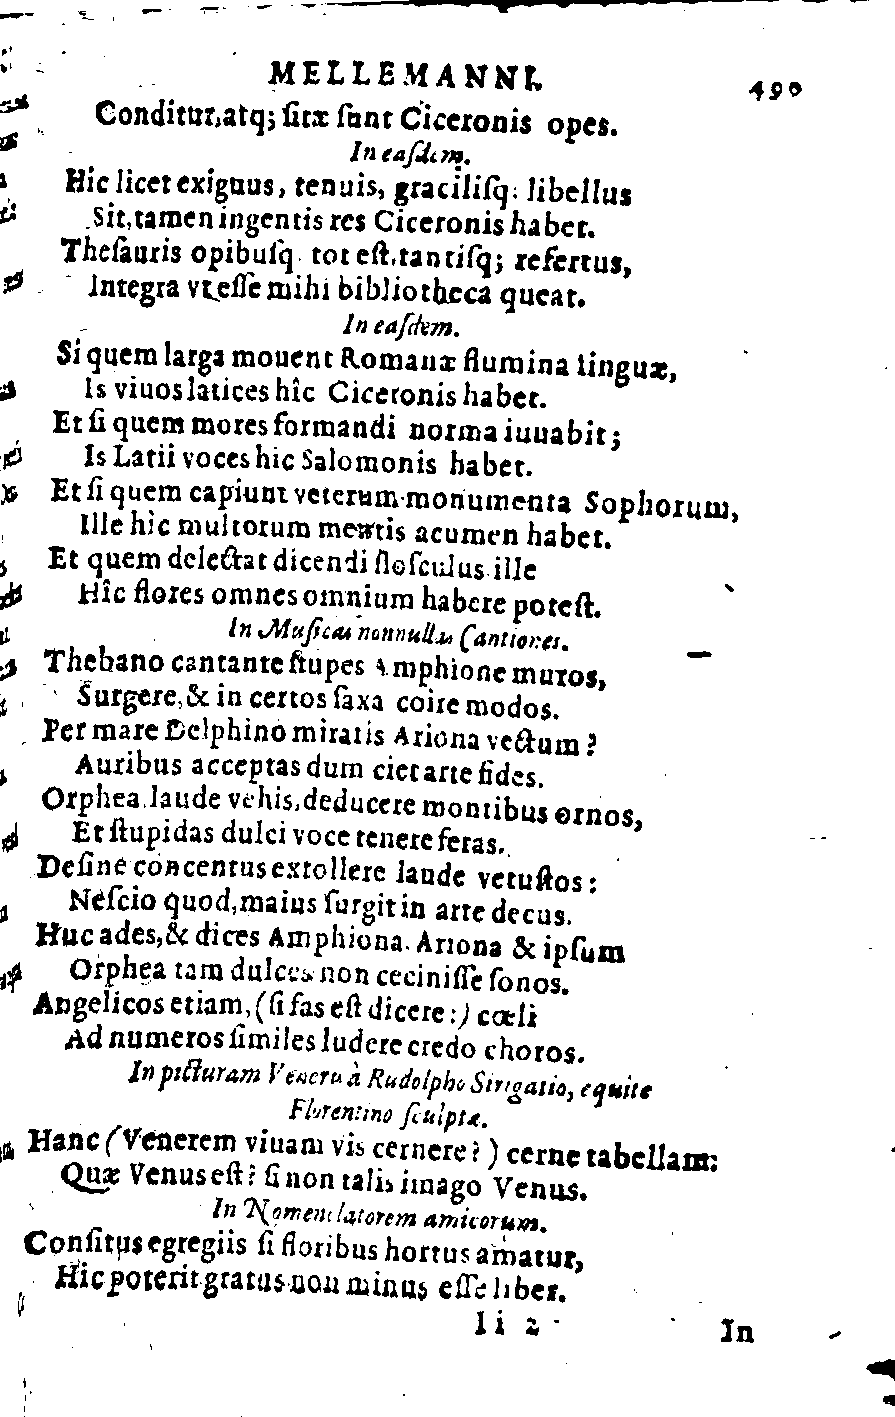 MELLEMANNI. 490
Conditur, atq; sitæ sunt Ciceronis opes.
In easdem.
Hic licet exiguus, tenuis, gracilisq; libellus
Sit, tamen ingentis res Ciceronis habet.
Thesauris opibusq tot est, tantisq; refertus,
Integra vt esse mihi bibliotheca queat.
In easdem.
Si quem larga mouent Romanæ flumina linguæ,
Is viuos latices hîc Ciceronis habet.
Et si quem mores formandi norma iuuabit;
Is Latii voces hic Salomonis habet.
Et si quem capiunt veterum monumenta Sophorum,
Ille hic multorum mentis acumen habet.
Et quem delectat dicendi flosculus ille
Hîc flores omnes omnium habere potest.
In Musicas nonnullas Cantiones.
Thebano cantante stupes Amphione muros,
Surgere, & in certos saxa coire modos.
Per mare Delphino miraris Ariona vectum?
Auribus acceptas dum ciet arte fides.
Orphea laude vehis, deducere montibus ornos,
Et stupidas dulci voce tenere feras.
Desine concentus extollere laude vetustos:
Nescio quod, maius surgit in arte decus.
Huc ades, & dices Amphiona, Ariona & ipsum
Orphea tam dulces non cecinisse sonos.
Angelicos etiam, (si fas est dicere:) cœli
Ad numeros similes ludere credo choros.
In picturam Veneris à Rudolpho Sirigatio, equite
Florentino sculptæ.
Hanc (Venerem viuam vis cernere?) cerne tabellam:
Quæ Venus est? si non talis imago Venus.
In Nomenclatorem amicorum.
Consitus egregiis si floribus hortus amatur,
Hic poterit gratus non minus esse liber.
Ii 2 In